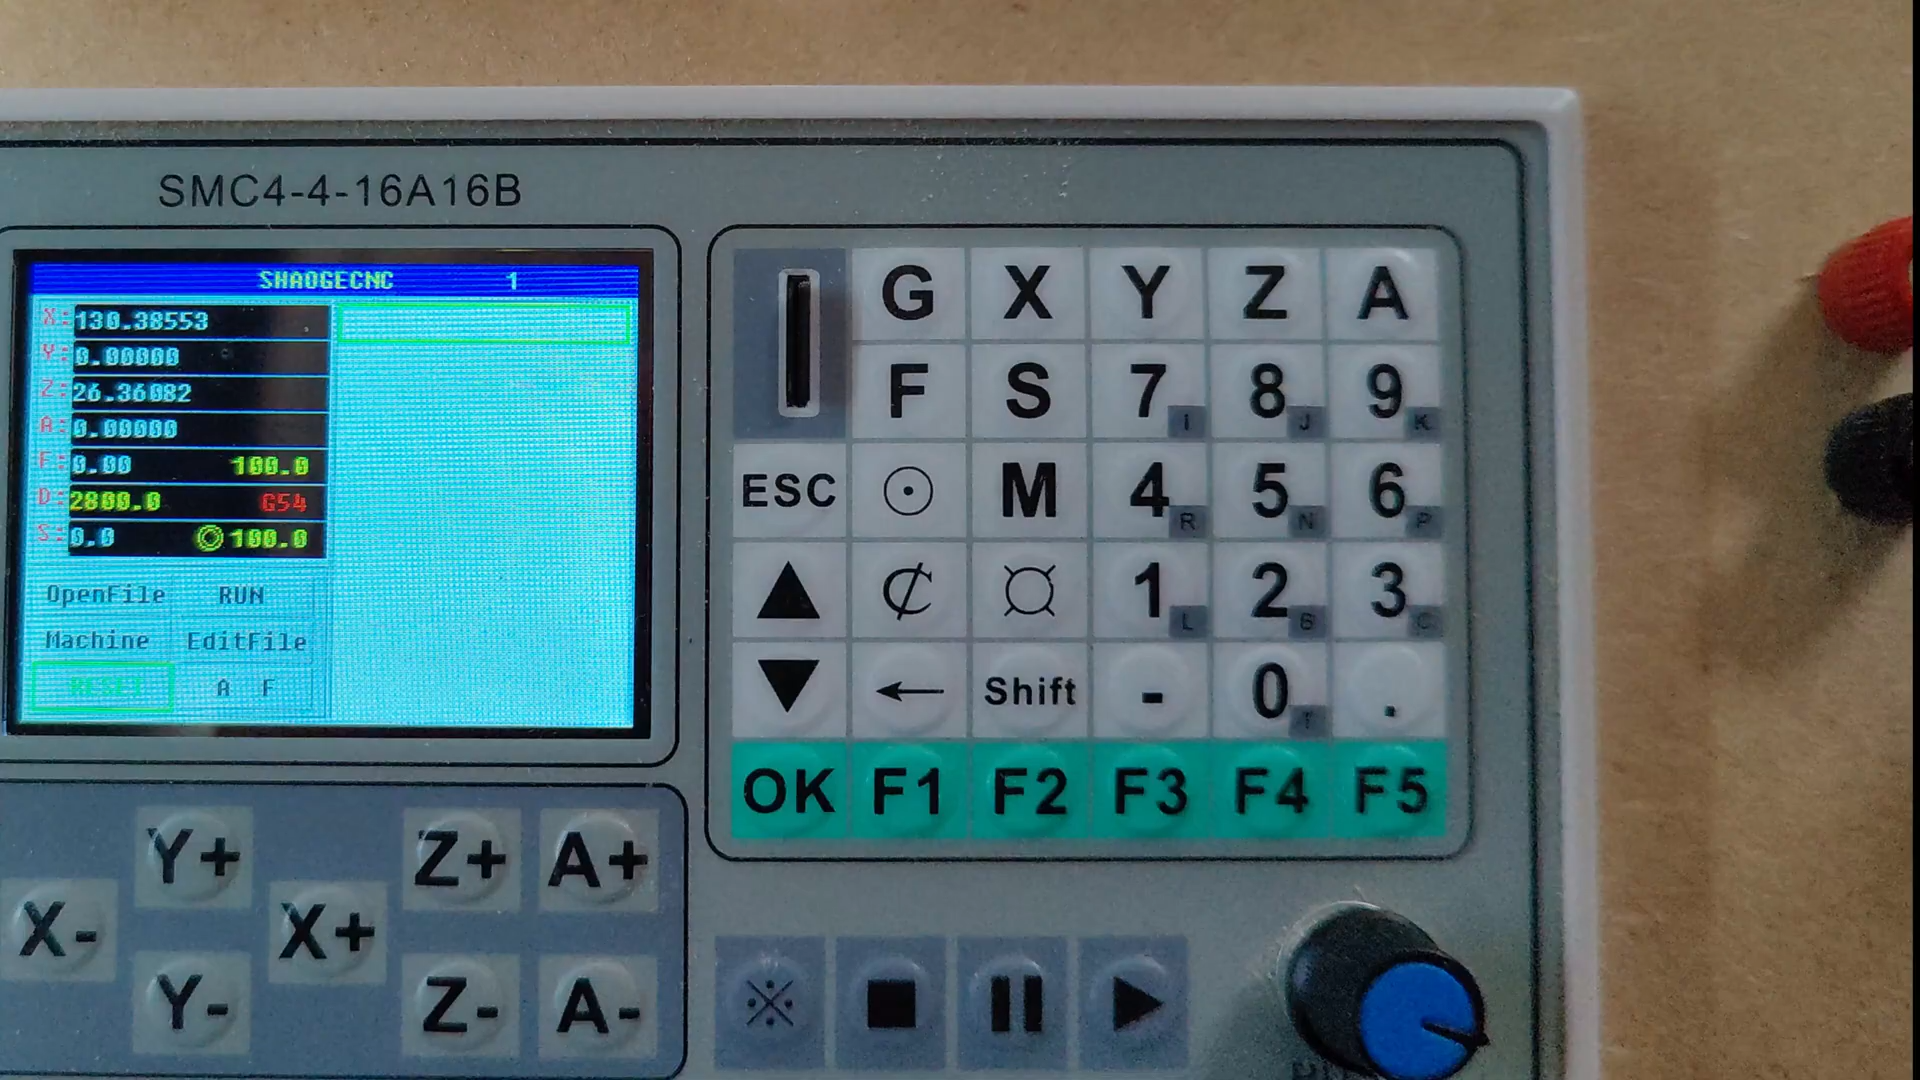 SMC4-4-16A16B
SHAOGECNC 1
X: 130.38553
Y: 0.00000
Z: 26.36082
A: 0.00000
F: 0.00 100.0
D: 2800.0 G54
S: 0.0 100.0
OpenFile RUN
Machine EditFile
RESET A F
G X Y Z A
F S 7 I 8 J 9 K
ESC M 4 R 5 N 6 P
1 L 2 B 3 C
Shift - 0 T .
OK F1 F2 F3 F4 F5
Y+ Z+ A+
X- X+
Y- Z- A-